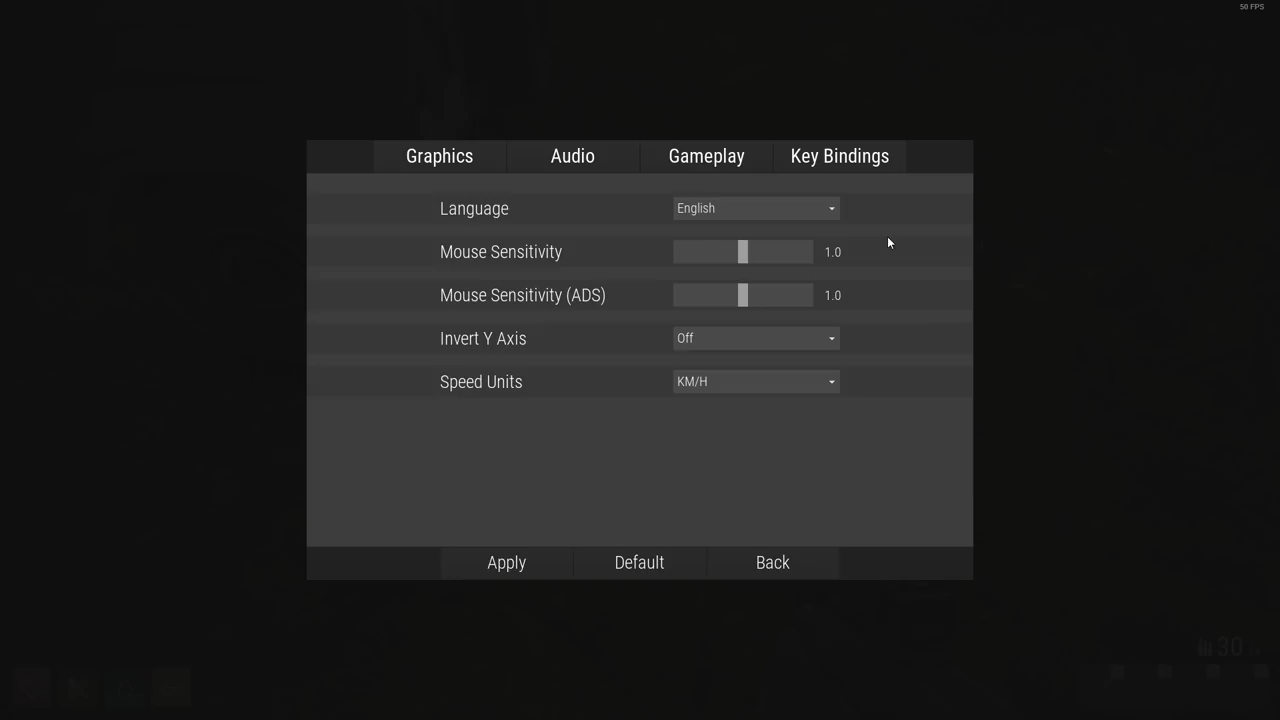 50 FPS
Graphics Audio Gameplay Key Bindings
Language English
Mouse Sensitivity 1.0
Mouse Sensitivity (ADS) 1.0
Invert Y Axis Off
Speed Units KM/H
Apply Default Back
30